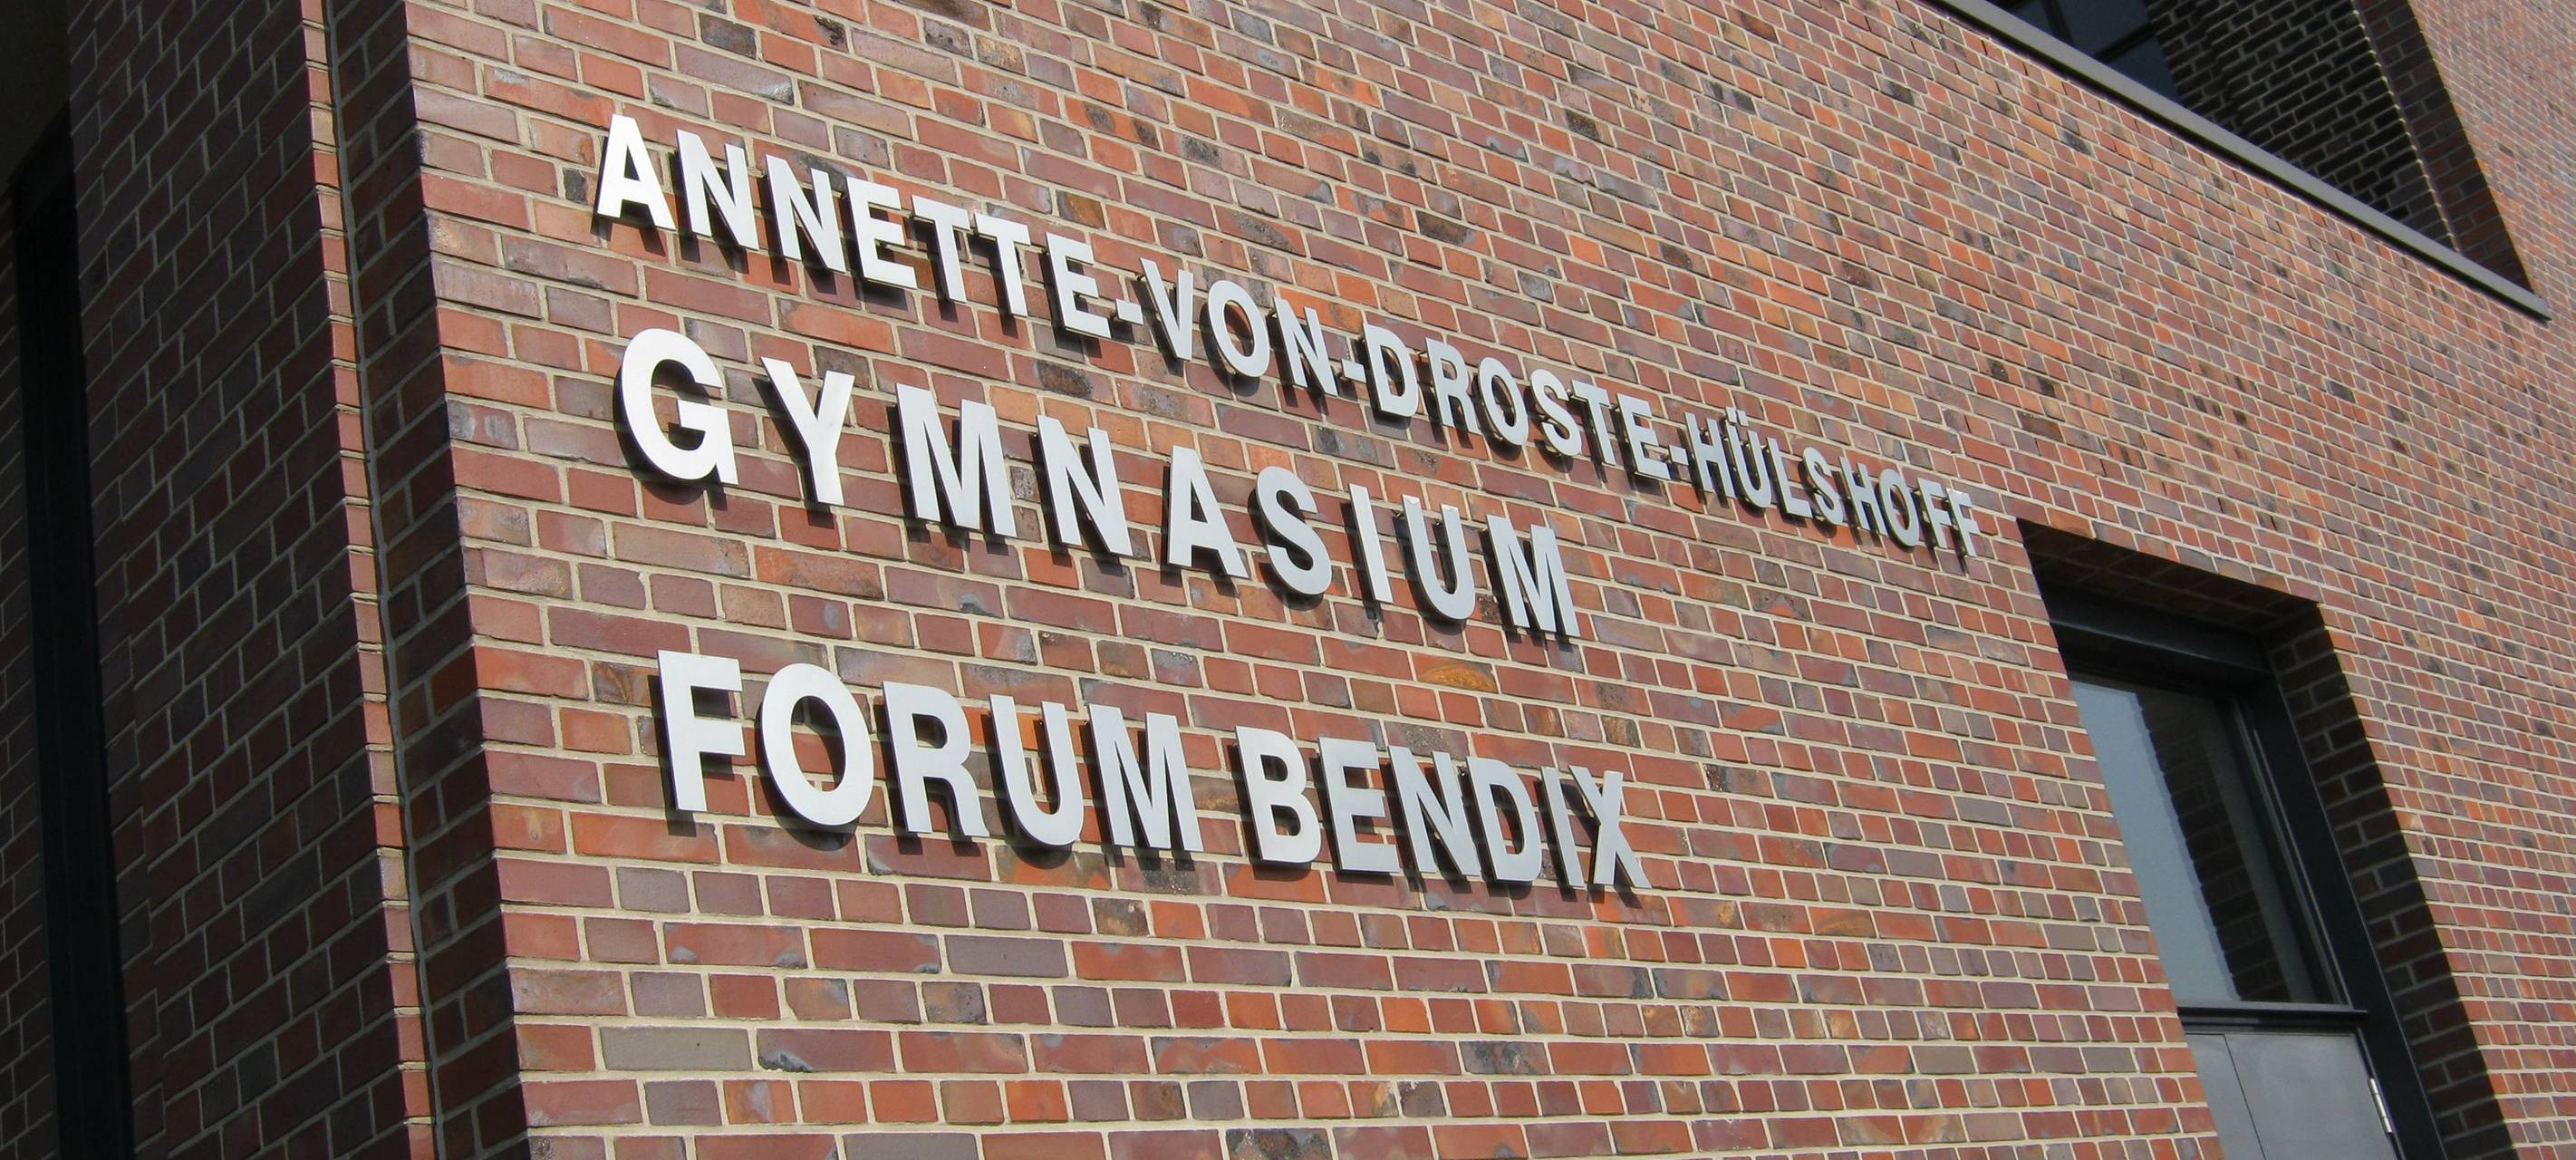 ANNETTE-VON-DROSTE-HÜLSHOFF
GYMNASIUM
FORUM BENDIX